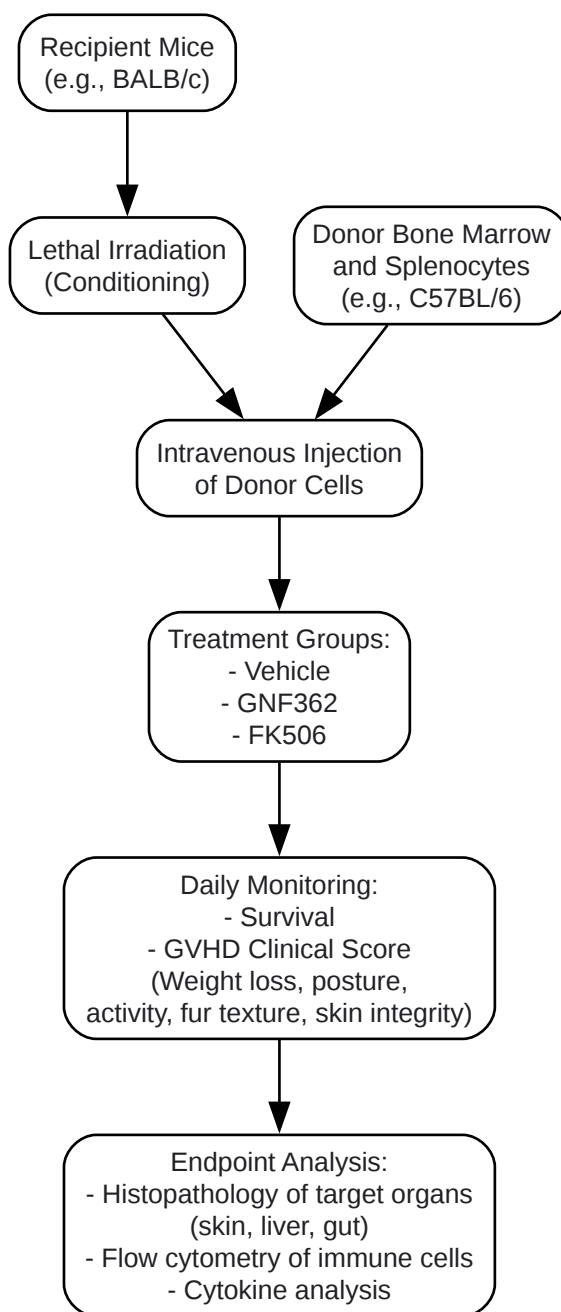 Recipient Mice
(e.g., BALB/c)
Lethal Irradiation
(Conditioning)
Donor Bone Marrow
and Splenocytes
(e.g., C57BL/6)
Intravenous Injection
of Donor Cells
Treatment Groups:
- Vehicle
- GNF362
- FK506
Daily Monitoring:
- Survival
- GVHD Clinical Score
(Weight loss, posture,
activity, fur texture, skin integrity)
Endpoint Analysis:
- Histopathology of target organs
(skin, liver, gut)
- Flow cytometry of immune cells
- Cytokine analysis